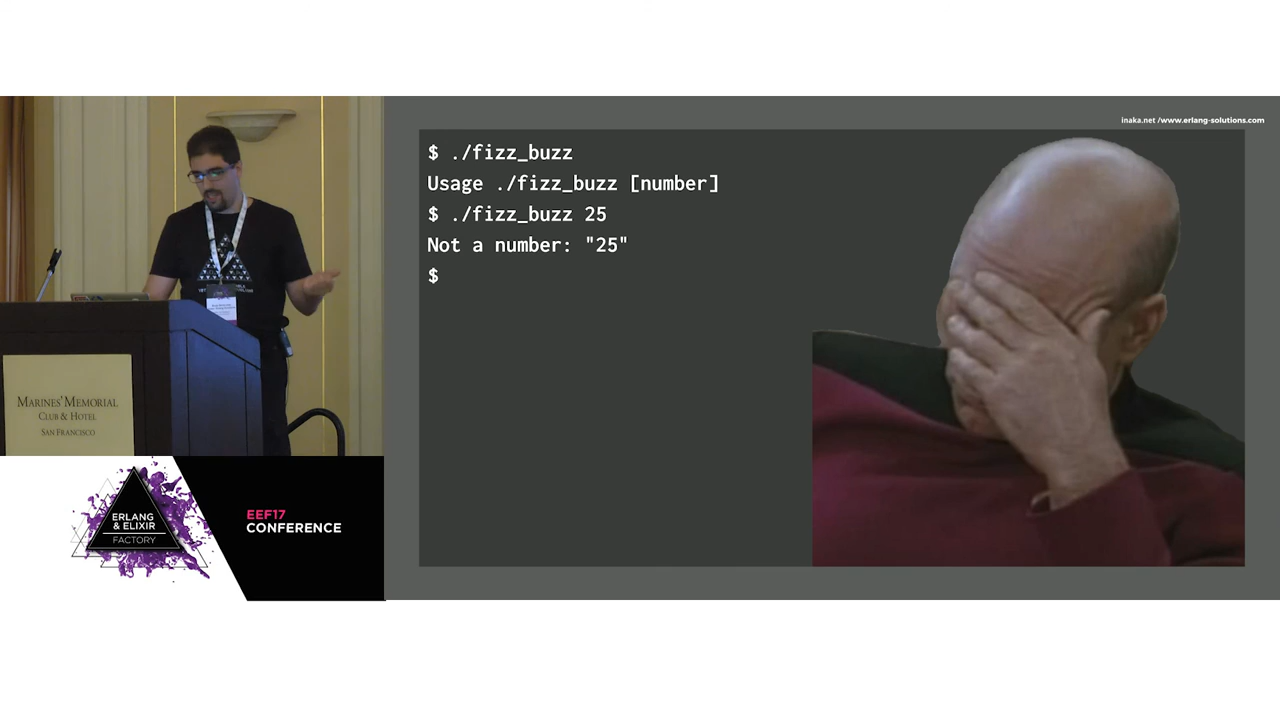 inaka.net /www.erlang-solutions.com
$ ./fizz_buzz
Usage ./fizz_buzz [number]
$ ./fizz_buzz 25
Not a number: "25"
$
MARINES' MEMORIAL
CLUB & HOTEL
SAN FRANCISCO
ERLANG
& ELIXIR
FACTORY
EEF17
CONFERENCE